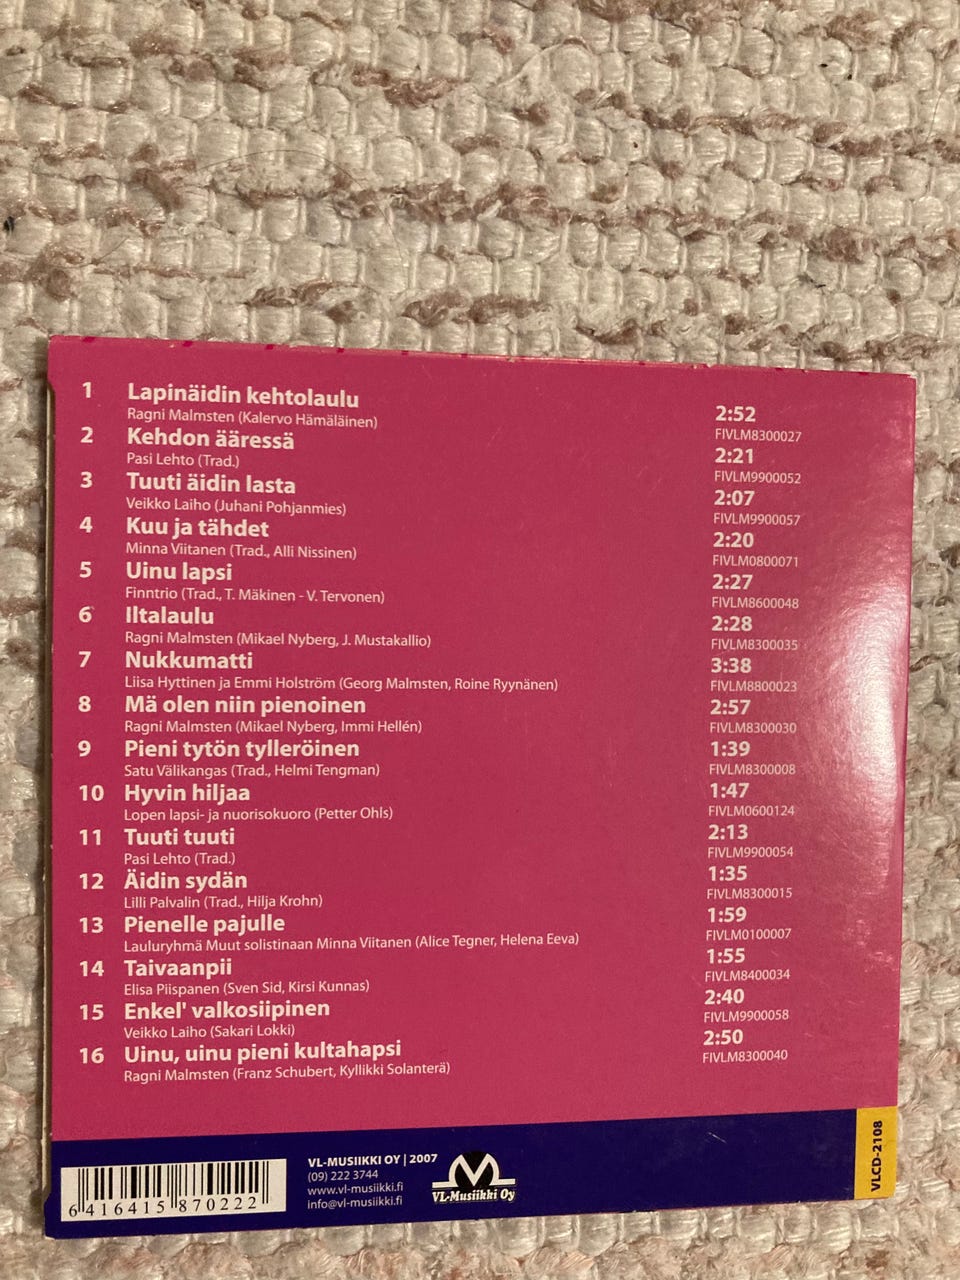 1 Lapinäidin kehtolaulu 2:52
Ragni Malmsten (Kalervo Hämäläinen) FIVLM8300027
2 Kehdon ääressä 2:21
Pasi Lehto (Trad.) FIVLM9900052
3 Tuuti äidin lasta 2:07
Veikko Laiho (Juhani Pohjanmies) FIVLM9900057
4 Kuu ja tähdet 2:20
Minna Viitanen (Trad., Alli Nissinen) FIVLM0800071
5 Uinu lapsi 2:27
Finntrio (Trad., T. Mäkinen - V. Tervonen) FIVLM8600048
6 Iltalaulu 2:28
Ragni Malmsten (Mikael Nyberg, J. Mustakallio) FIVLM8300035
7 Nukkumatti 3:38
Liisa Hyttinen ja Emmi Holström (Georg Malmsten, Roine Ryynänen) FIVLM8800023
8 Mä olen niin pienoinen 2:57
Ragni Malmsten (Mikael Nyberg, Immi Hellén) FIVLM8300030
9 Pieni tytön tylleröinen 1:39
Satu Välikangas (Trad., Helmi Tengman) FIVLM8300008
10 Hyvin hiljaa 1:47
Lopen lapsi- ja nuorisokuoro (Petter Ohls) FIVLM0600124
11 Tuuti tuuti 2:13
Pasi Lehto (Trad.) FIVLM9900054
12 Äidin sydän 1:35
Lilli Palvalin (Trad., Hilja Krohn) FIVLM8300015
13 Pienelle pajulle 1:59
Lauluryhmä Muut solistinaan Minna Viitanen (Alice Tegner, Helena Eeva) FIVLM0100007
14 Taivaanpii 1:55
Elisa Piispanen (Sven Sid, Kirsi Kunnas) FIVLM8400034
15 Enkel' valkosiipinen 2:40
Veikko Laiho (Sakari Lokki) FIVLM9900058
16 Uinu, uinu pieni kultahapsi 2:50
Ragni Malmsten (Franz Schubert, Kyllikki Solanterä) FIVLM8300040
6 416415 870222
VL-MUSIIKKI OY | 2007
(09) 222 3744
www.vl-musiikki.fi
info@vl-musiikki.fi
VL-Musiikki Oy
VLCD-2108